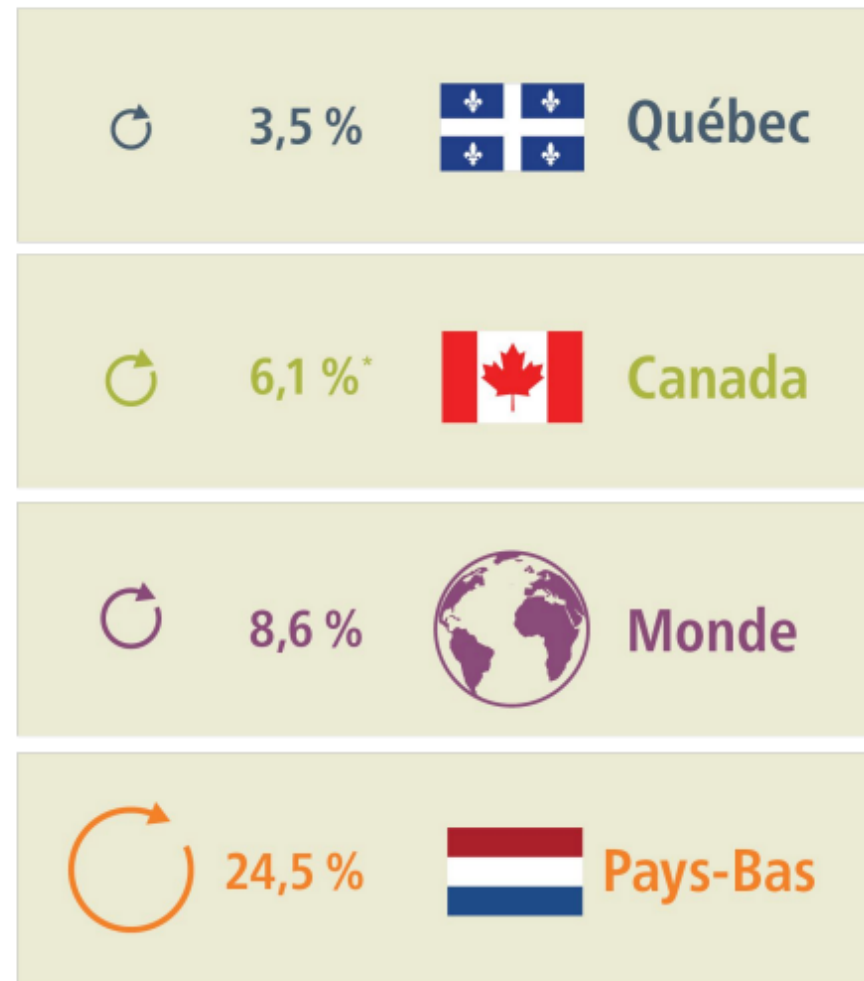 3,5 % Québec
6,1 %* Canada
8,6 % Monde
24,5 % Pays-Bas